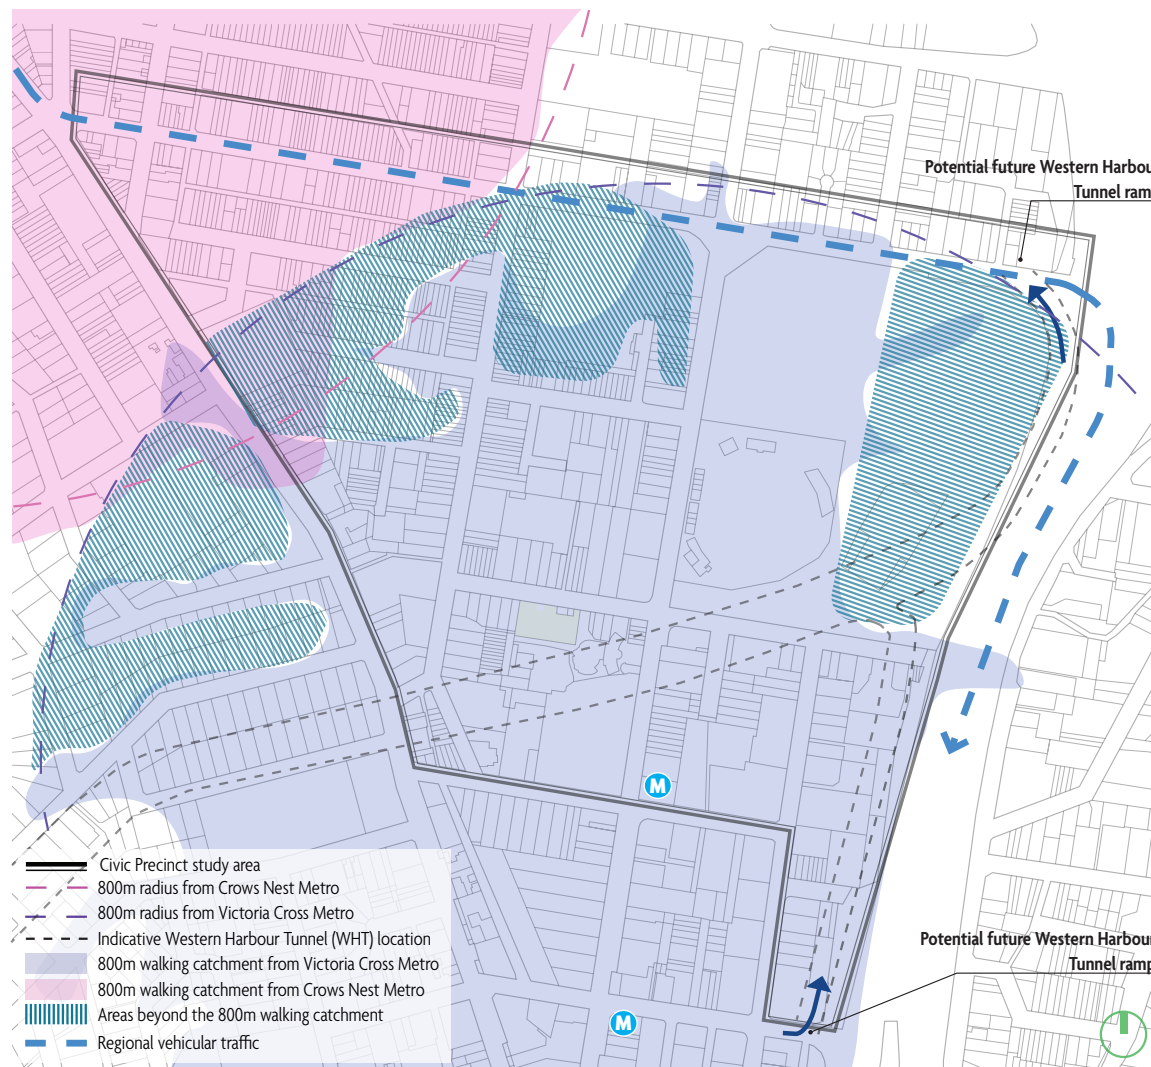 Potential future Western Harbou
Tunnel ram
M
M
Civic Precinct study area
800m radius from Crows Nest Metro
800m radius from Victoria Cross Metro
Indicative Western Harbour Tunnel (WHT) location
800m walking catchment from Victoria Cross Metro
800m walking catchment from Crows Nest Metro
Areas beyond the 800m walking catchment
Regional vehicular traffic
Potential future Western Harbour
Tunnel ramp